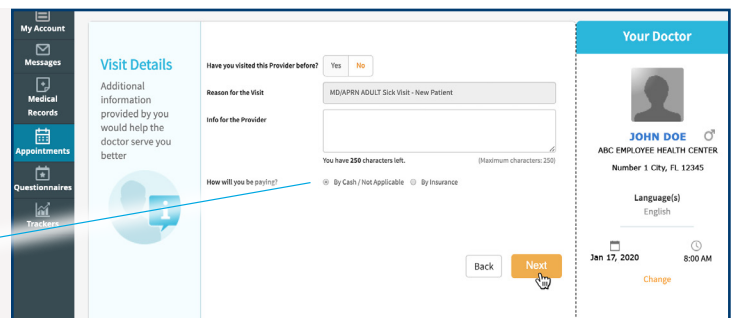 My Account
Messages
Medical
Records
Appointments
Questionnaires
Trackers
Visit Details
Additional
information
provided by you
would help the
doctor serve you
better
Have you visited this Provider before? Yes No
Reason for the Visit MD/APRN ADULT Sick Visit - New Patient
Info for the Provider
You have 250 characters left. (Maximum characters: 250)
How will you be paying? By Cash / Not Applicable By Insurance
Back Next
Your Doctor
JOHN DOE
ABC EMPLOYEE HEALTH CENTER
Number 1 City, FL 12345
Language(s)
English
Jan 17, 2020 8:00 AM
Change